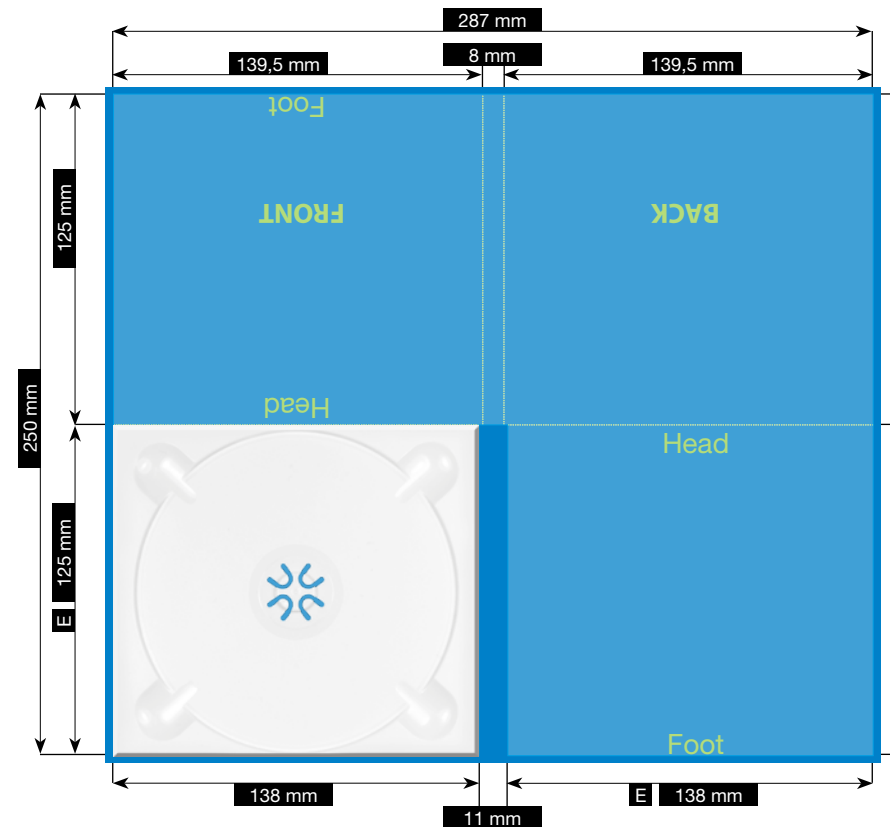 287 mm
8 mm
139,5 mm
139,5 mm
Foot
FRONT
BACK
125 mm
Head
250 mm
Head
125 mm
E
Foot
138 mm
E 138 mm
11 mm